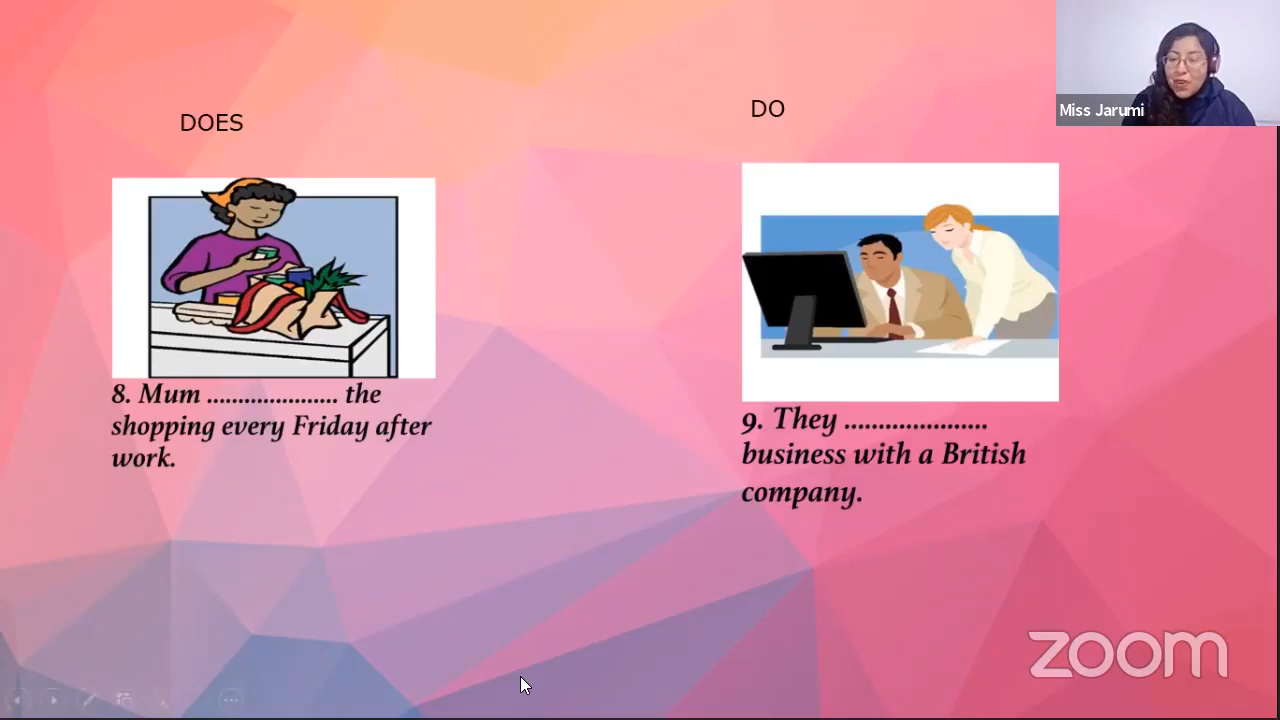 DOES
8. Mum ..................... the
shopping every Friday after
work.
DO
9. They .....................
business with a British
company.
Miss Jarumi
zoom